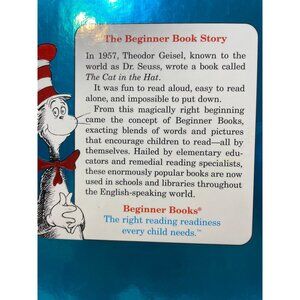 The Beginner Book Story
In 1957, Theodor Geisel, known to the
world as Dr. Seuss, wrote a book called
The Cat in the Hat.
It was fun to read aloud, easy to read
alone, and impossible to put down.
From this magically right beginning
came the concept of Beginner Books,
exacting blends of words and pictures
that encourage children to read—all by
themselves. Hailed by elementary edu-
cators and remedial reading specialists,
these enormously popular books are now
used in schools and libraries throughout
the English-speaking world.
Beginner Books®
The right reading readiness
every child needs.™